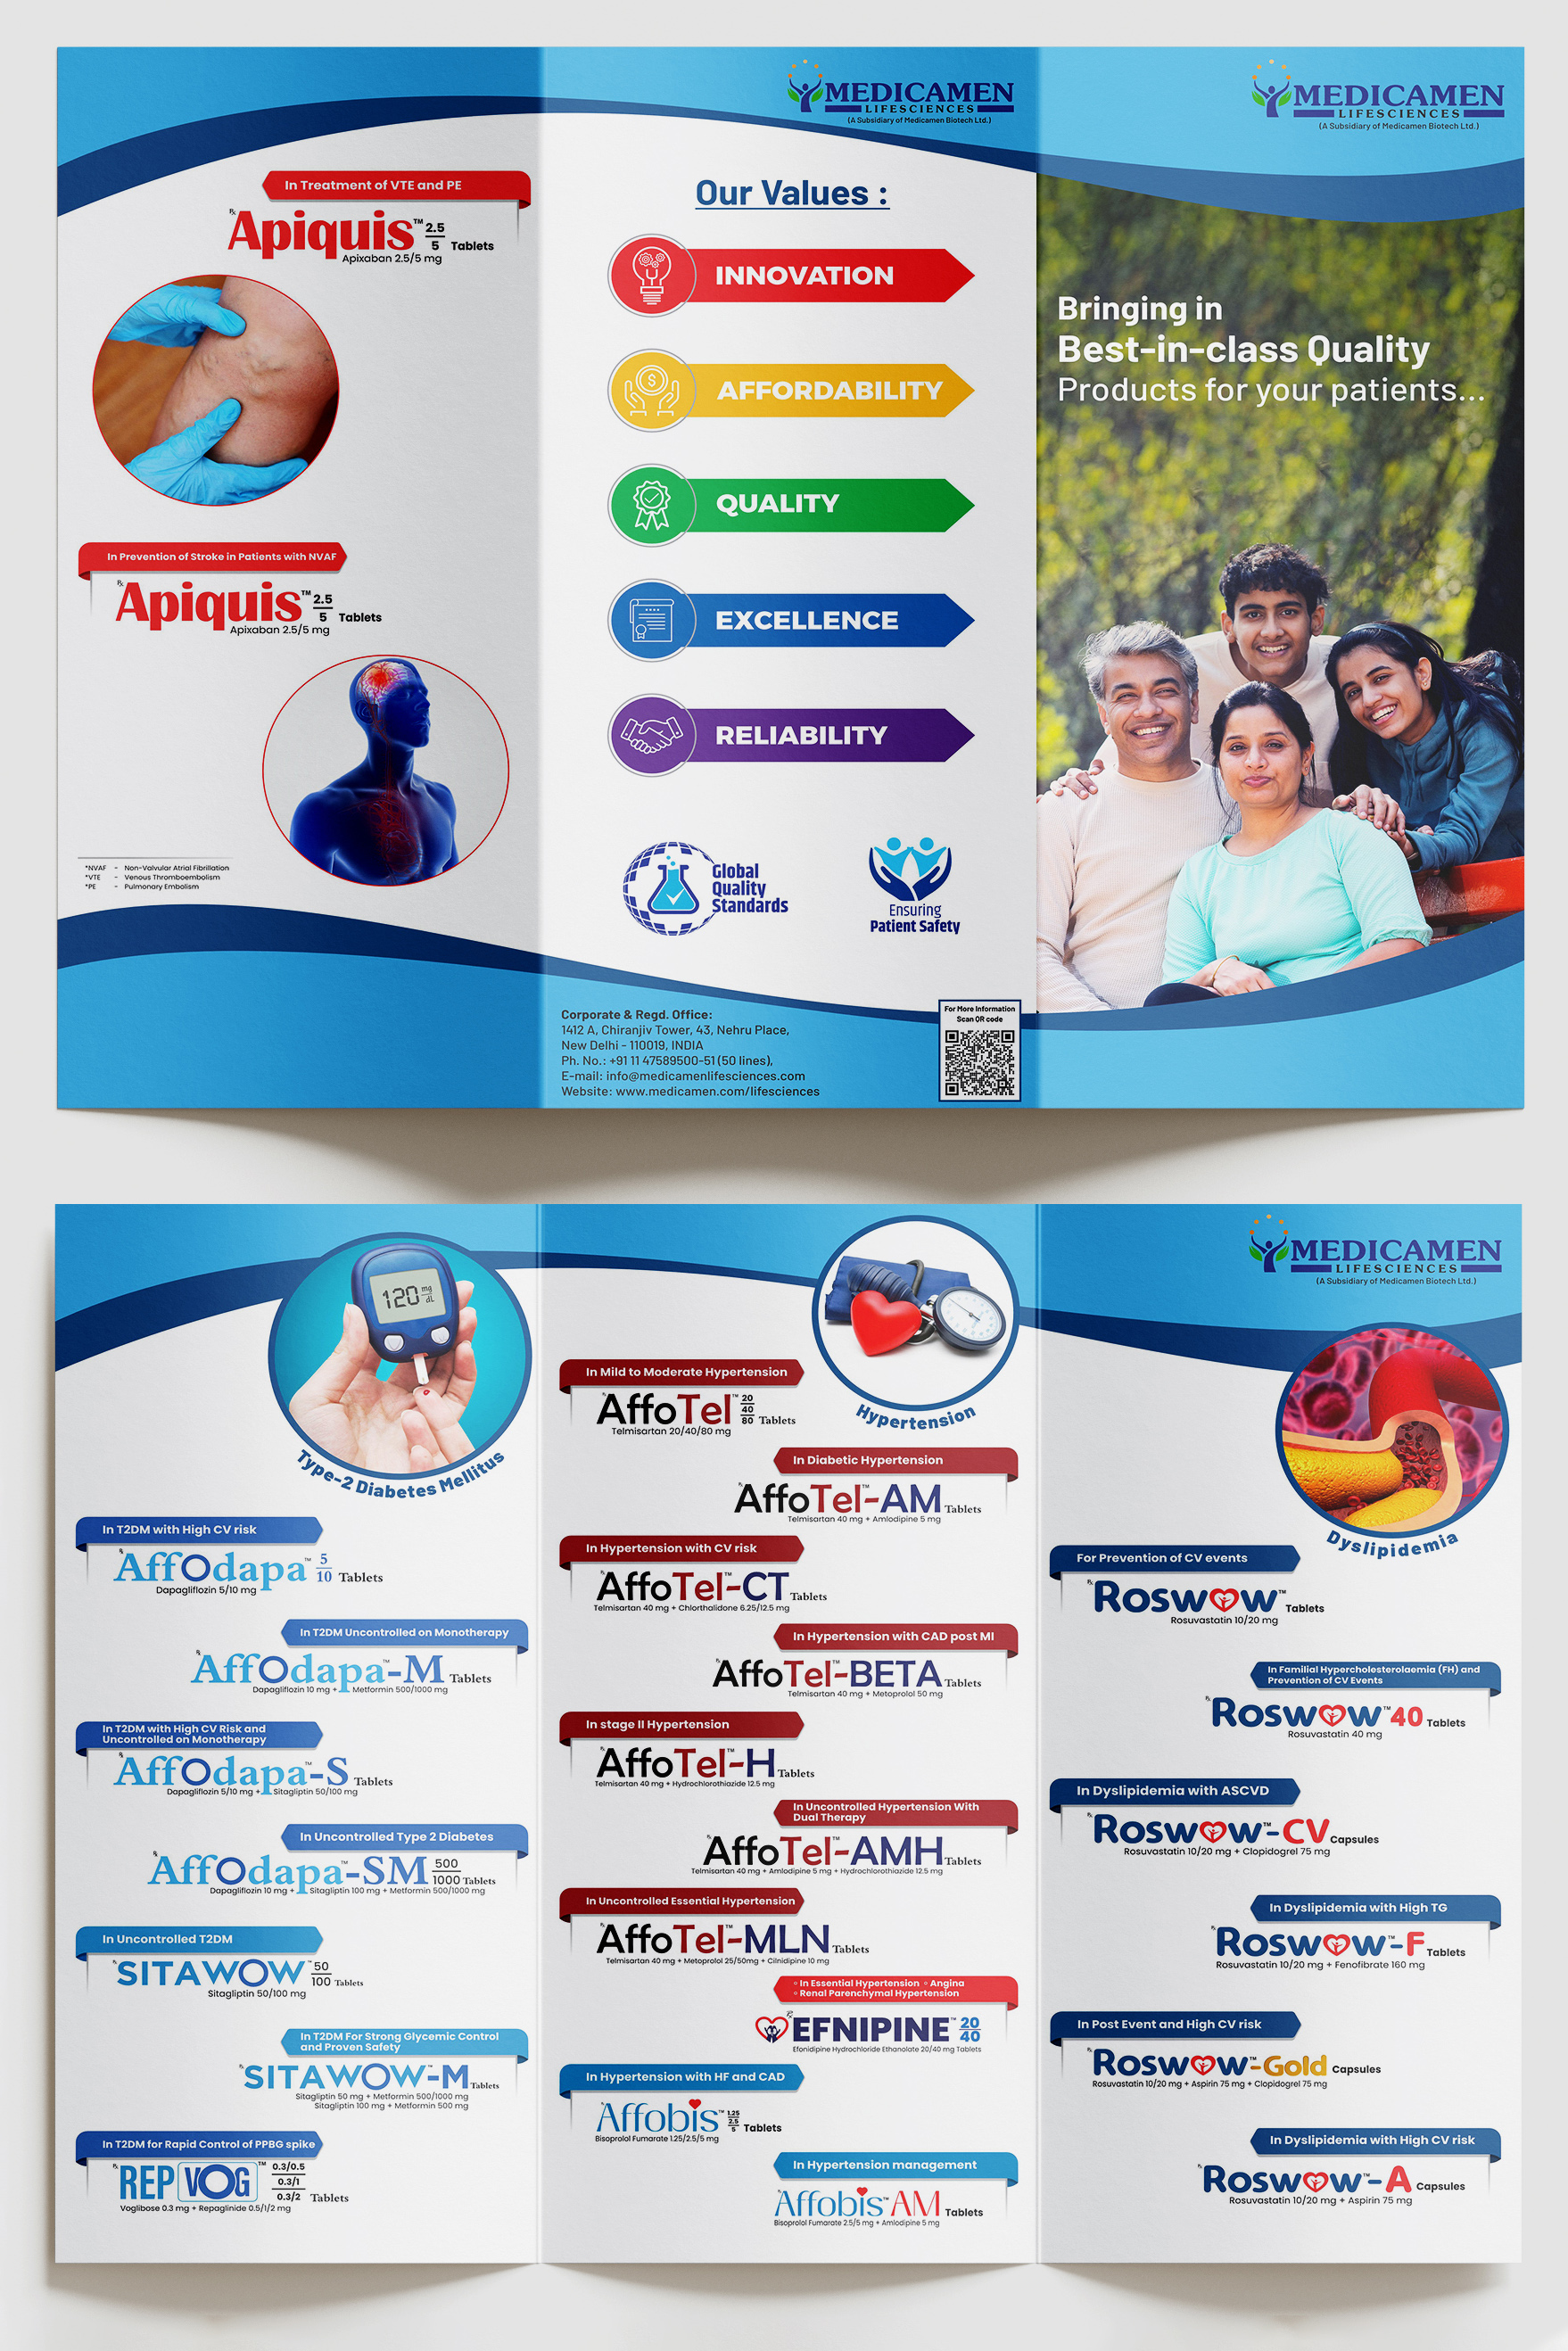 In Treatment of VTE and PE
Rx
Apiquis™ 2.5
5 Tablets
Apixaban 2.5/5 mg
In Prevention of Stroke in Patients with NVAF
Rx
Apiquis™ 2.5
5 Tablets
Apixaban 2.5/5 mg
*NVAF - Non-Valvular Atrial Fibrillation
*VTE - Venous Thromboembolism
*PE - Pulmonary Embolism
MEDICAMEN
LIFESCIENCES
(A Subsidiary of Medicamen Biotech Ltd.)
Our Values :
INNOVATION
AFFORDABILITY
QUALITY
EXCELLENCE
RELIABILITY
Global
Quality
Standards
Ensuring
Patient Safety
Corporate & Regd. Office:
1412 A, Chiranjiv Tower, 43, Nehru Place,
New Delhi - 110019, INDIA
Ph. No.: +91 11 47589500-51 (50 lines),
E-mail: info@medicamenlifesciences.com
Website: www.medicamen.com/lifesciences
For More Information
Scan QR code
MEDICAMEN
LIFESCIENCES
(A Subsidiary of Medicamen Biotech Ltd.)
Bringing in
Best-in-class Quality
Products for your patients...
120 mg
dL
Type-2 Diabetes Mellitus
In T2DM with High CV risk
AffOdapa™ 5
10 Tablets
Dapagliflozin 5/10 mg
In T2DM Uncontrolled on Monotherapy
AffOdapa™-M Tablets
Dapagliflozin 10 mg + Metformin 500/1000 mg
In T2DM with High CV Risk and
Uncontrolled on Monotherapy
AffOdapa™-S Tablets
Dapagliflozin 5/10 mg + Sitagliptin 50/100 mg
In Uncontrolled Type 2 Diabetes
AffOdapa™-SM 500
1000 Tablets
Dapagliflozin 10 mg + Sitagliptin 100 mg + Metformin 500/1000 mg
In Uncontrolled T2DM
SITAWOW™ 50
100 Tablets
Sitagliptin 50/100 mg
In T2DM For Strong Glycemic Control
and Proven Safety
SITAWOW™-M Tablets
Sitagliptin 50 mg + Metformin 500/1000 mg
Sitagliptin 100 mg + Metformin 500 mg
In T2DM for Rapid Control of PPBG spike
REP VOG™ 0.3/0.5
0.3/1
0.3/2 Tablets
Voglibose 0.3 mg + Repaglinide 0.5/1/2 mg
Hypertension
In Mild to Moderate Hypertension
AffoTel™ 20
40
80 Tablets
Telmisartan 20/40/80 mg
In Diabetic Hypertension
AffoTel™-AM Tablets
Telmisartan 40 mg + Amlodipine 5 mg
In Hypertension with CV risk
AffoTel™-CT Tablets
Telmisartan 40 mg + Chlorthalidone 6.25/12.5 mg
In Hypertension with CAD post MI
AffoTel™-BETA Tablets
Telmisartan 40 mg + Metoprolol 50 mg
In stage II Hypertension
AffoTel™-H Tablets
Telmisartan 40 mg + Hydrochlorothiazide 12.5 mg
In Uncontrolled Hypertension With
Dual Therapy
AffoTel™-AMH Tablets
Telmisartan 40 mg + Amlodipine 5 mg + Hydrochlorothiazide 12.5 mg
In Uncontrolled Essential Hypertension
AffoTel™-MLN Tablets
Telmisartan 40 mg + Metoprolol 25/50mg + Cilnidipine 10 mg
◦ In Essential Hypertension ◦ Angina
◦ Renal Parenchymal Hypertension
EFNIPINE™ 20
40
Efonidipine Hydrochloride Ethanolate 20/40 mg Tablets
In Hypertension with HF and CAD
Affobis™ 1.25
2.5
5 Tablets
Bisoprolol Fumarate 1.25/2.5/5 mg
In Hypertension management
Affobis™AM Tablets
Bisoprolol Fumarate 2.5/5 mg + Amlodipine 5 mg
MEDICAMEN
LIFESCIENCES
(A Subsidiary of Medicamen Biotech Ltd.)
Dyslipidemia
For Prevention of CV events
Roswow™ Tablets
Rosuvastatin 10/20 mg
In Familial Hypercholesterolaemia (FH) and
Prevention of CV Events
Roswow™40 Tablets
Rosuvastatin 40 mg
In Dyslipidemia with ASCVD
Roswow™-CV Capsules
Rosuvastatin 10/20 mg + Clopidogrel 75 mg
In Dyslipidemia with High TG
Roswow™-F Tablets
Rosuvastatin 10/20 mg + Fenofibrate 160 mg
In Post Event and High CV risk
Roswow™-Gold Capsules
Rosuvastatin 10/20 mg + Aspirin 75 mg + Clopidogrel 75 mg
In Dyslipidemia with High CV risk
Roswow™-A Capsules
Rosuvastatin 10/20 mg + Aspirin 75 mg